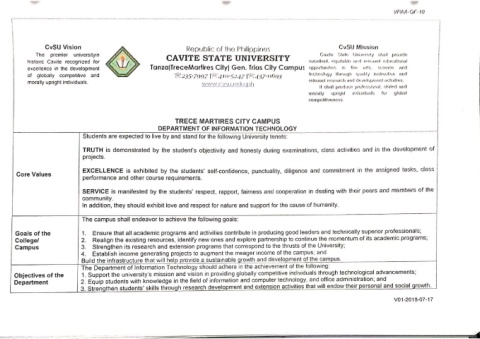 VPAA-QF-10
CvSU Vision
The premier university in
historic Cavite recognized for
excellence in the development
of globally competitive and
morally upright individuals.
Republic of the Philippines
CAVITE STATE UNIVERSITY
Tanza|TreceMartires City| Gen. Trias City Campus
www.cvsu.edu.ph
CvSU Mission
Cavite State University shall provide
excellent, equitable and relevant educational
opportunities in the arts, science and
technology through quality instruction and
relevant research and development activities.
It shall produce professional, skilled and
morally upright individuals for global
competitiveness.
TRECE MARTIRES CITY CAMPUS
DEPARTMENT OF INFORMATION TECHNOLOGY
Core Values
Students are expected to live by and stand for the following University tenets:
TRUTH is demonstrated by the student's objectivity and honesty during examinations, class activities and in the development of
projects.
EXCELLENCE is exhibited by the students' self-confidence, punctuality, diligence and commitment in the assigned tasks, class
performance and other course requirements.
SERVICE is manifested by the students' respect, rapport, fairness and cooperation in dealing with their peers and members of the
community.
In addition, they should exhibit love and respect for nature and support for the cause of humanity.
Goals of the
College/
Campus
The campus shall endeavor to achieve the following goals:
1. Ensure that all academic programs and activities contribute in producing good leaders and technically superior professionals;
2. Realign the existing resources, identify new ones and explore partnership to continue the momentum of its academic programs;
3. Strengthen its research and extension programs that correspond to the thrusts of the University;
4. Establish income generating projects to augment the meager income of the campus; and
Build the infrastructure that will help provide a sustainable growth and development of the campus.
Objectives of the
Department
The Department of Information Technology should adhere in the achievement of the following:
1. Support the university's mission and vision in providing globally competitive individuals through technological advancements;
2. Equip students with knowledge in the field of information and computer technology, and office administration; and
3. Strengthen students' skills through research development and extension activities that will endow their personal and social growth.
V01-2018-07-17